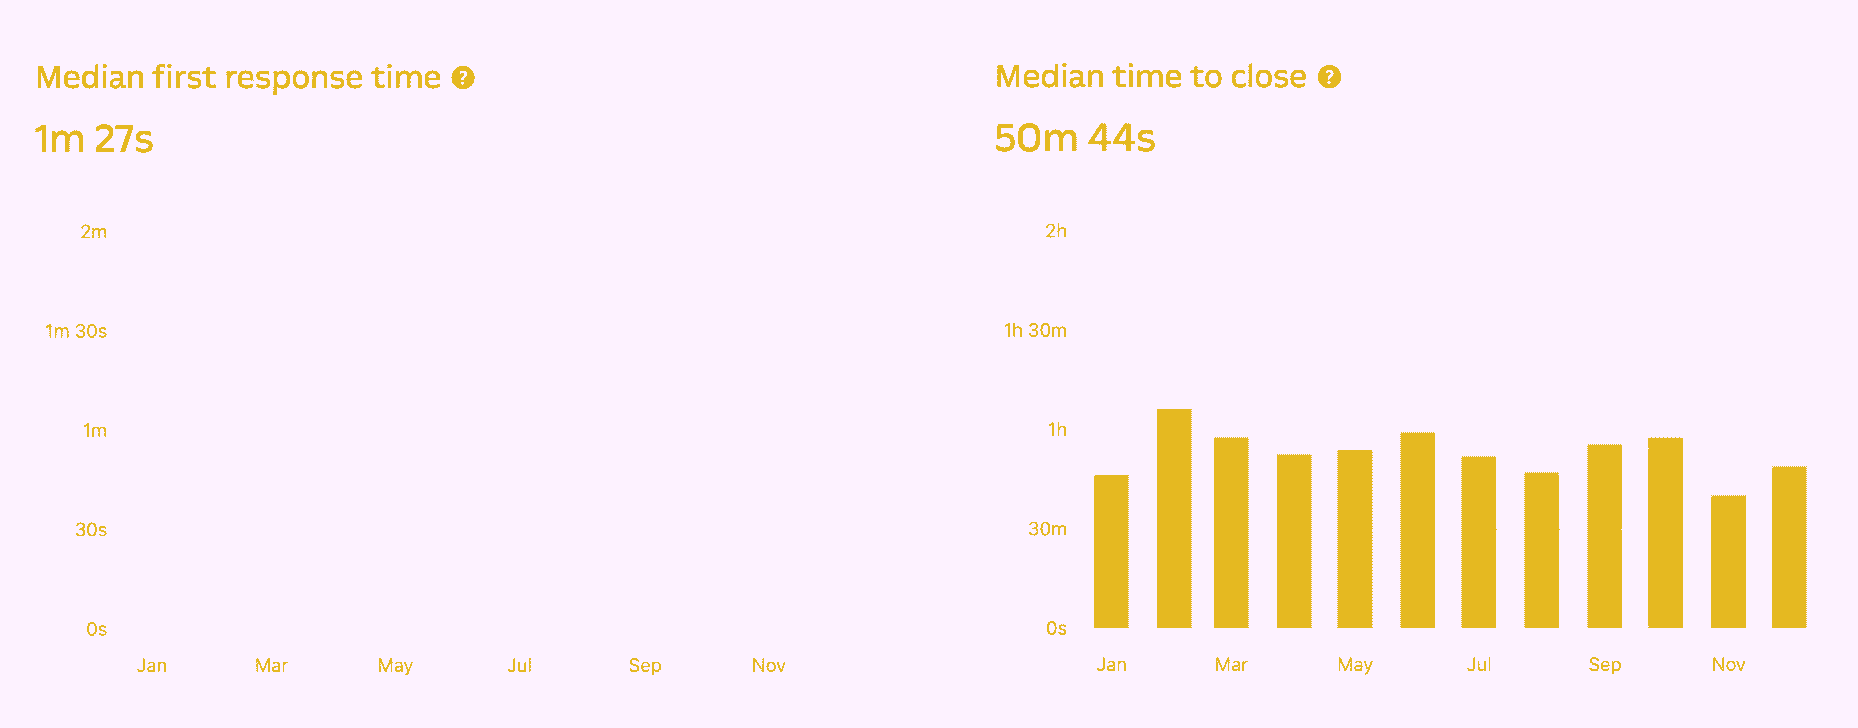 Median first response time ?
1m 27s
2m
1m 30s
1m
30s
0s
Jan Mar May Jul Sep Nov
Median time to close ?
50m 44s
2h
1h 30m
1h
30m
0s
Jan Mar May Jul Sep Nov